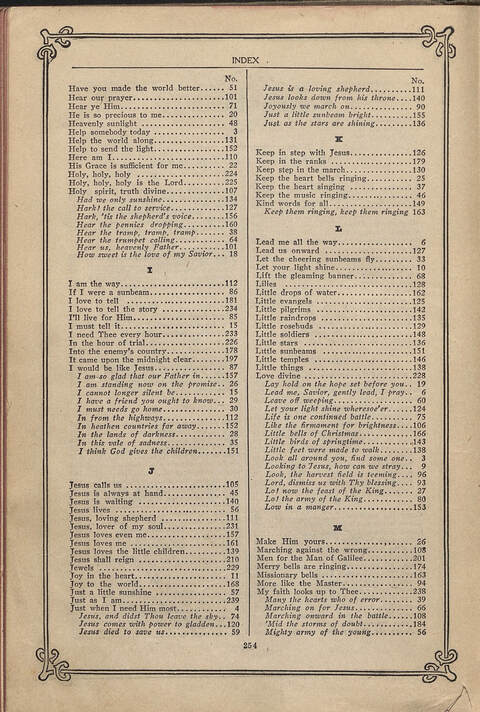 INDEX
No.
Have you made the world better...... 51
Hear our prayer.....................101
Hear ye Him......................... 71
He is so precious to me............. 20
Heavenly sunlight .................. 48
Help somebody today ................ 3
Help the world along................131
Help to send the light..............152
Here am I...........................110
His Grace is sufficient for me...... 22
Holy, holy, holy ...................224
Holy, holy, holy is the Lord........225
Holy spirit, truth divine...........107
Had we only sunshine................134
Hark! the call to service...........127
Hark, 'tis the shepherd's voice.....156
Hear the pennies dropping...........160
Hear the tramp, tramp, tramp........ 38
Hear the trumpet calling............ 64
Hear us, heavenly Father............101
How sweet is the love of my Savior... 18
I
I am the way........................112
If I were a sunbeam................. 86
I love to tell .....................181
I love to tell the story ...........234
I'll live for Him................... 85
I must tell it...................... 15
I need Thee every hour..............233
In the hour of trial................226
Into the enemy's country............178
It came upon the midnight clear.....197
I would be like Jesus............... 87
I am so glad that our Father in.....157
I am standing now on the promise.. 26
I cannot longer silent be........... 15
I have a friend you ought to know... 29
I must needs go home................ 30
In from the highways................112
In heathen countries far away.......152
In the lands of darkness............ 28
In this vale of sadness............. 35
I think God gives the children......151
J
Jesus calls us .....................105
Jesus is always at hand............. 45
Jesus is waiting ...................140
Jesus lives ........................ 56
Jesus, loving shepherd .............111
Jesus, lover of my soul.............231
Jesus loves even me.................157
Jesus loves me .....................161
Jesus loves the little children.....139
Jesus shall reign ..................210
Jewels .............................229
Joy in the heart.................... 11
Joy to the world....................168
Just a little sunshine ............. 57
Just as I am........................239
Just when I need Him most........... 4
Jesus, and didst Thou leave the sky.. 74
Jesus comes with power to gladden...120
Jesus died to save us............... 59
No.
Jesus is a loving shepherd..........111
Jesus looks down from his throne....140
Joyously we march on................ 90
Just a little sunbeam bright........155
Just as the stars are shining.......136
K
Keep in step with Jesus.............126
Keep in the ranks ..................179
Keep step in the march..............130
Keep the heart bells ringing........ 25
Keep the heart singing ............. 37
Keep the music ringing.............. 46
Kind words for all..................149
Keep them ringing, keep them ringing 163
L
Lead me all the way................. 6
Lead us onward .....................127
Let the cheering sunbeams fly....... 33
Let your light shine................ 10
Lift the gleaming banner............ 68
Lilies .............................128
Little drops of water...............162
Little evangels ....................125
Little pilgrims ....................142
Little raindrops ...................135
Little rosebuds ....................129
Little soldiers ....................148
Little stars .......................136
Little sunbeams ....................151
Little temples .....................146
Little things ......................138
Love divine ........................228
Lay hold on the hope set before you.. 19
Lead me, Savior, gently lead, I pray.. 6
Leave off weeping .................. 60
Let your light shine wheresoe'er....124
Life is one continued battle........ 75
Like the firmament for brightness...106
Little bells of Christmas...........166
Little birds of springtime..........143
Little feet were made to walk.......138
Look all around you, find some one.. 3
Looking to Jesus, how can we stray... 9
Look, the harvest field is teeming.. 96
Lord, dismiss us with Thy blessing... 93
Lo! now the feast of the King....... 27
Lo! the army of the King............ 80
Low in a manger.....................153
M
Make Him yours...................... 26
Marching against the wrong..........108
Men for the Man of Galilee..........201
Merry bells are ringing.............174
Missionary bells ...................163
More like the Master................ 94
My faith looks up to Thee...........238
Many the hearts who of error........ 39
Marching on for Jesus............... 66
Marching onward in the battle.......108
'Mid the storms of doubt............184
Mighty army of the young............ 56
254